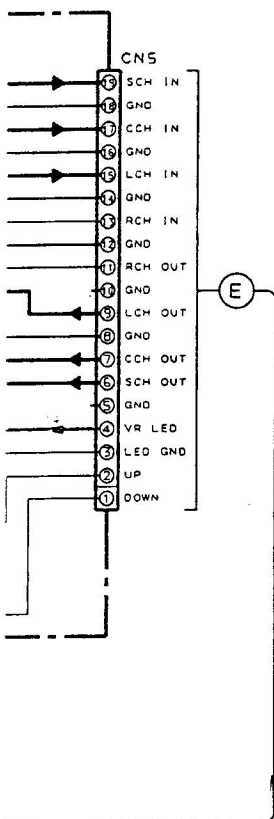 CN5
19 SCH IN
18 GND
17 CCH IN
16 GND
15 LCH IN
14 GND
13 RCH IN
12 GND
11 RCH OUT
10 GND
9 LCH OUT
8 GND
7 CCH OUT
6 SCH OUT
5 GND
4 VR LED
3 LED GND
2 UP
1 DOWN
E